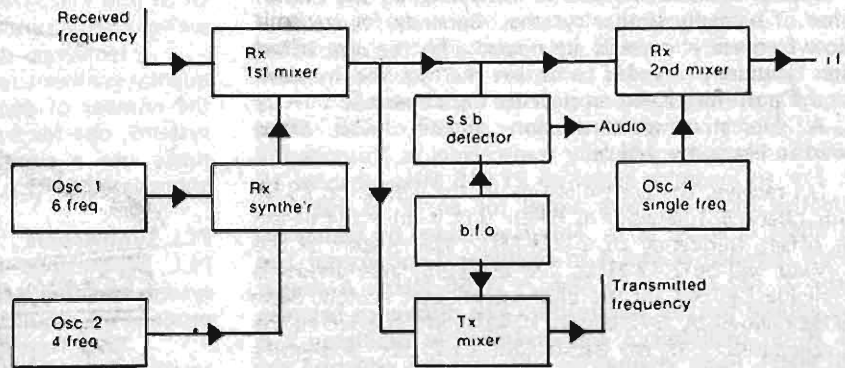 Received
frequency
Rx
1st mixer
Rx
2nd mixer
i f
s s b
detector
Audio
Osc. 1
6 freq.
Rx
synthe'r
Osc 4
single freq
b f o
Osc. 2
4 freq
Tx
mixer
Transmitted
frequency